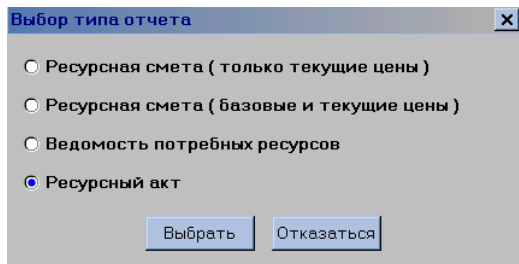 Выбор типа отчета
Ресурсная смета ( только текущие цены )
Ресурсная смета ( базовые и текущие цены )
Ведомость потребных ресурсов
Ресурсный акт
Выбрать Отказаться